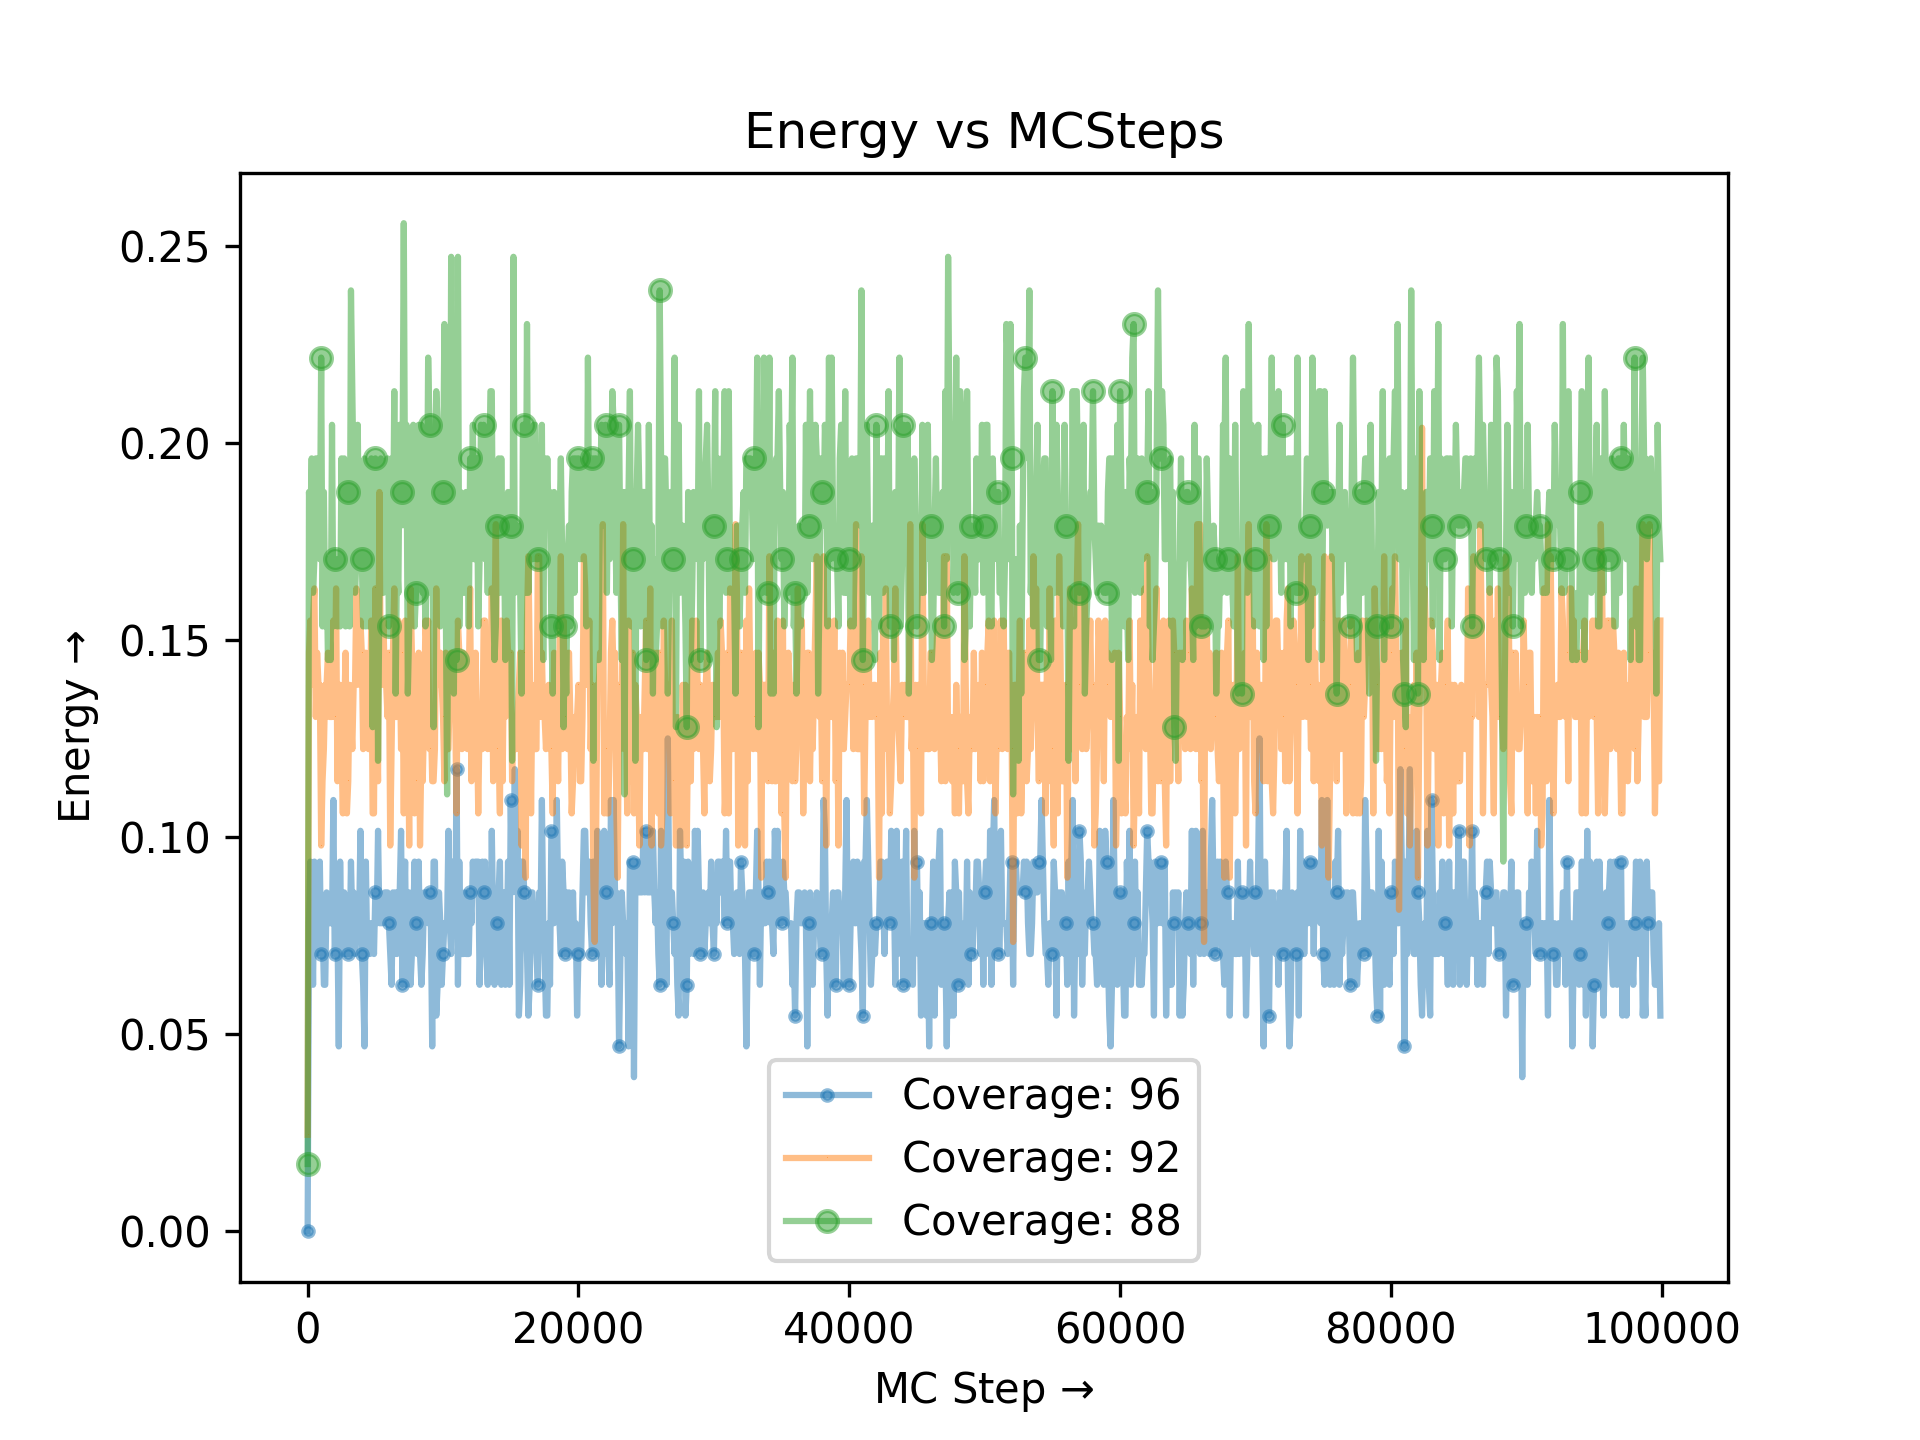 Energy vs MCSteps
0.25
0.20
0.15
0.10
0.05
0.00
Energy →
Coverage: 96
Coverage: 92
Coverage: 88
0 20000 40000 60000 80000 100000
MC Step →